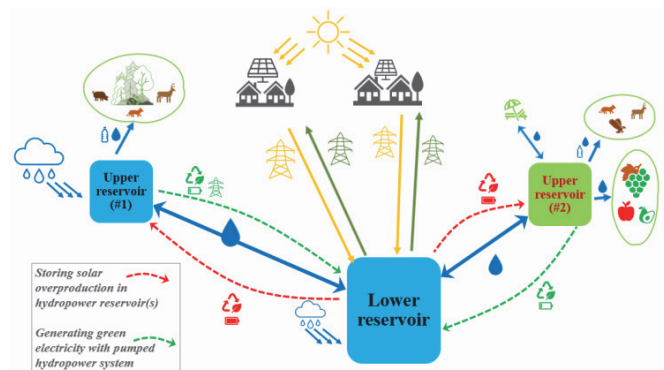 Upper
reservoir
(#1)
Upper
reservoir
(#2)
Lower
reservoir
Storing solar
overproduction in
hydropower reservoir(s)
Generating green
electricity with pumped
hydropower system